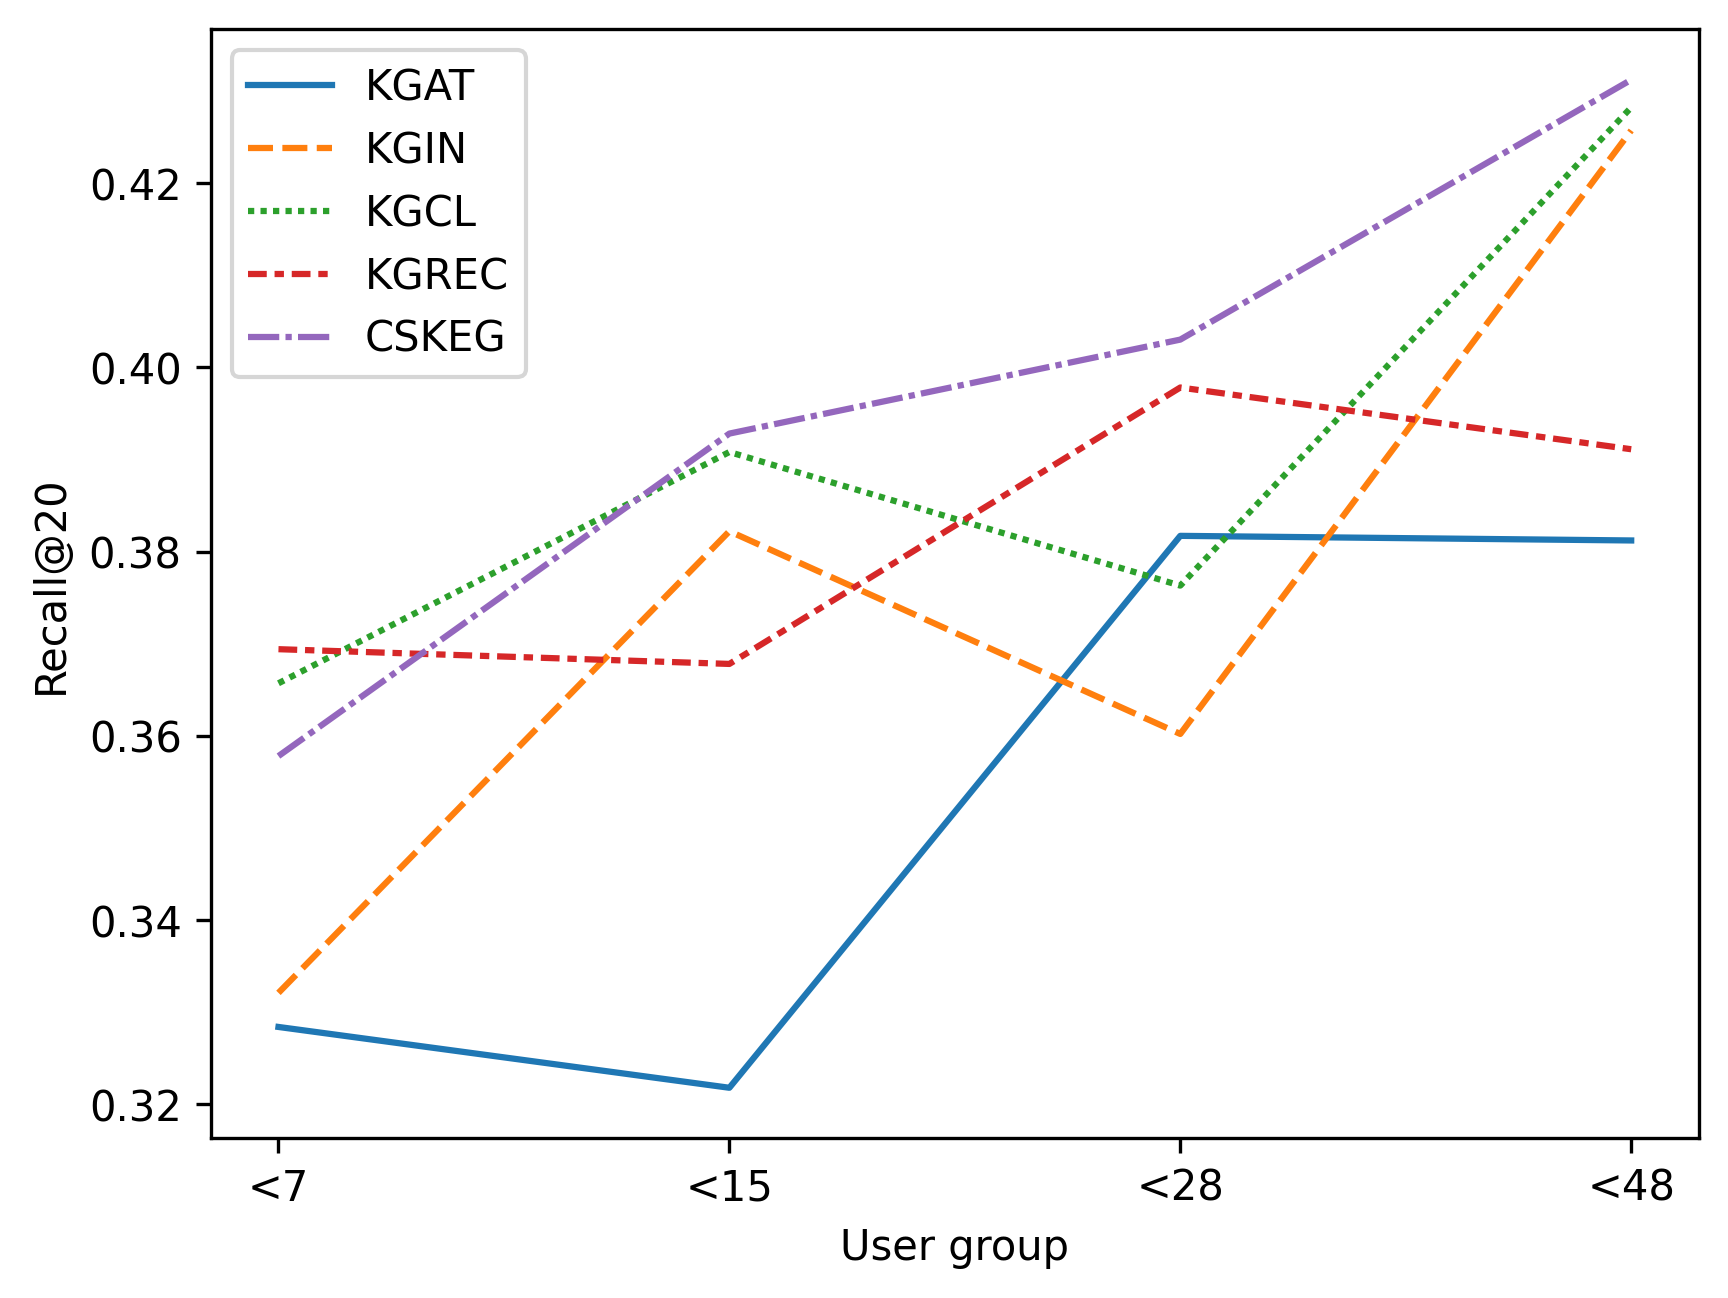 KGAT
KGIN
KGCL
KGREC
CSKEG
0.42
0.40
0.38
0.36
0.34
0.32
Recall@20
<7
<15
<28
<48
User group